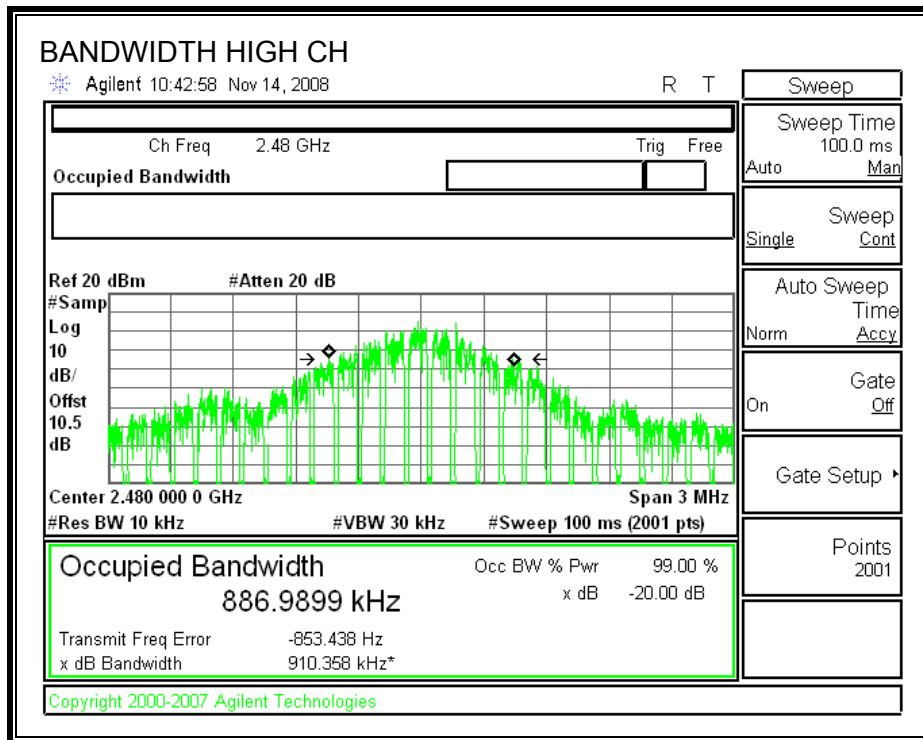 BANDWIDTH HIGH CH
Agilent 10:42:58 Nov 14, 2008 R T
Ch Freq 2.48 GHz Trig Free
Occupied Bandwidth
Ref 20 dBm #Atten 20 dB
#Samp
Log
10
dB/
Offst
10.5
dB
Center 2.480 000 0 GHz Span 3 MHz
#Res BW 10 kHz #VBW 30 kHz #Sweep 100 ms (2001 pts)
Occupied Bandwidth
886.9899 kHz
Occ BW % Pwr 99.00 %
x dB -20.00 dB
Transmit Freq Error -853.438 Hz
x dB Bandwidth 910.358 kHz*
Copyright 2000-2007 Agilent Technologies
Sweep
Sweep Time
100.0 ms
Auto Man
Sweep
Single Cont
Auto Sweep
Time
Norm Accy
Gate
On Off
Gate Setup
Points
2001